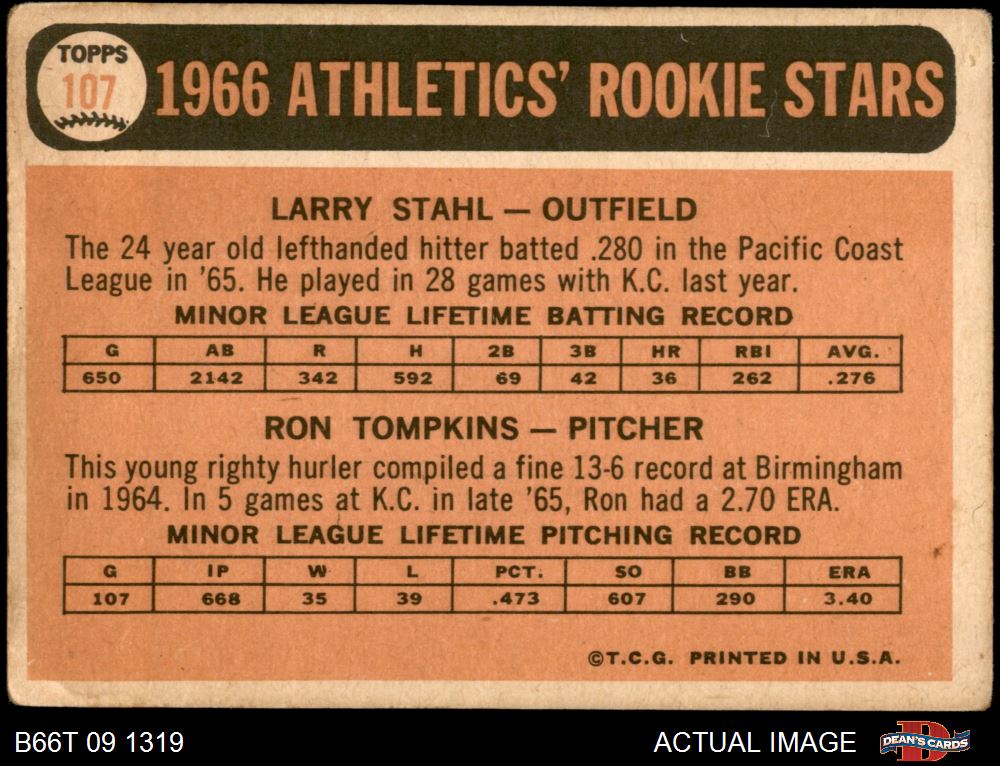 TOPPS
107
1966 ATHLETICS' ROOKIE STARS
LARRY STAHL — OUTFIELD
The 24 year old lefthanded hitter batted .280 in the Pacific Coast
League in '65. He played in 28 games with K.C. last year.
MINOR LEAGUE LIFETIME BATTING RECORD
G AB R H 2B 3B HR RBI AVG.
650 2142 342 592 69 42 36 262 .276
RON TOMPKINS — PITCHER
This young righty hurler compiled a fine 13-6 record at Birmingham
in 1964. In 5 games at K.C. in late '65, Ron had a 2.70 ERA.
MINOR LEAGUE LIFETIME PITCHING RECORD
G IP W L PCT. SO BB ERA
107 668 35 39 .473 607 290 3.40
©T.C.G. PRINTED IN U.S.A.
B66T 09 1319
ACTUAL IMAGE
D
DEAN'S CARDS